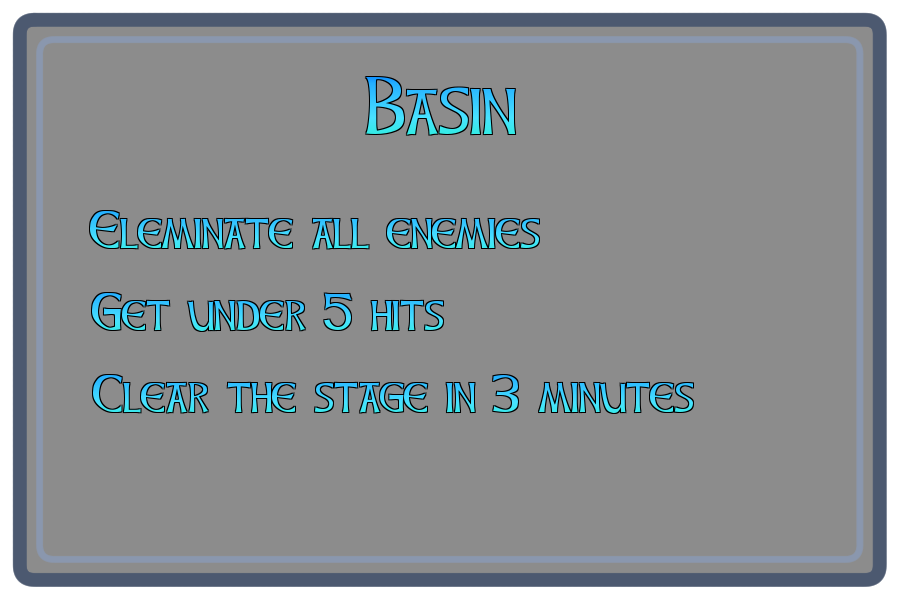 Basin
Eleminate all enemies
Get under 5 hits
Clear the stage in 3 minutes